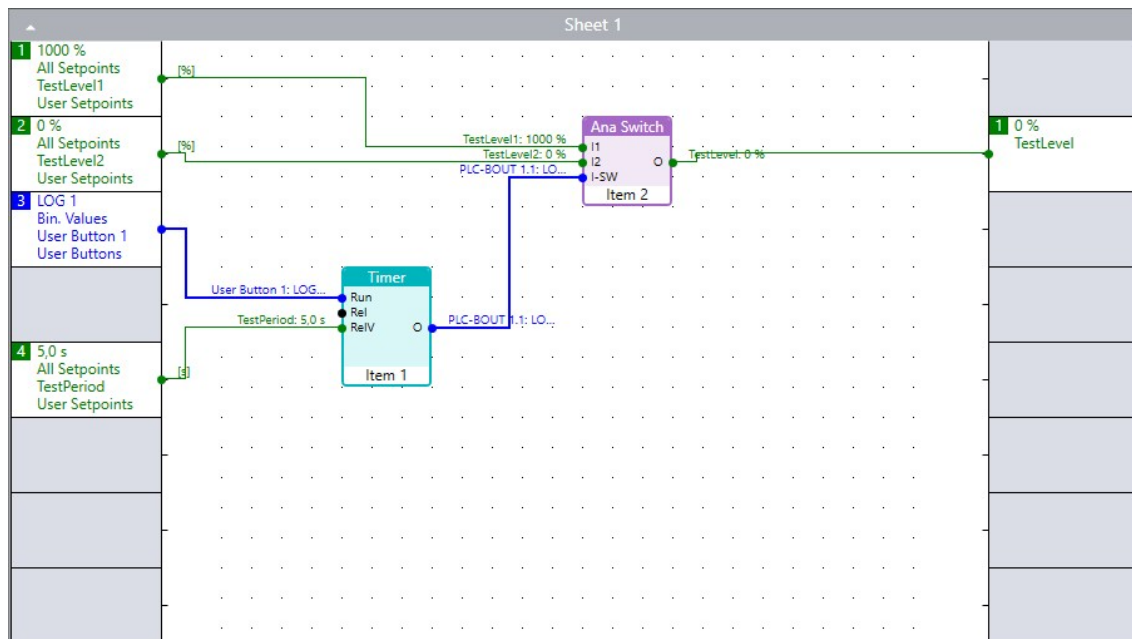 Sheet 1
1 1000 %
All Setpoints
TestLevel1
User Setpoints
[%]
2 0 %
All Setpoints
TestLevel2
User Setpoints
[%]
3 LOG 1
Bin. Values
User Button 1
User Buttons
4 5,0 s
All Setpoints
TestPeriod
User Setpoints
[s]
User Button 1: LOG...
TestPeriod: 5,0 s
Timer
Run
Rel
RelV O
Item 1
PLC-BOUT 1.1: LO...
TestLevel1: 1000 %
TestLevel2: 0 %
PLC-BOUT 1.1: LO...
Ana Switch
I1
I2 O
I-SW
Item 2
TestLevel: 0 %
1 0 %
TestLevel